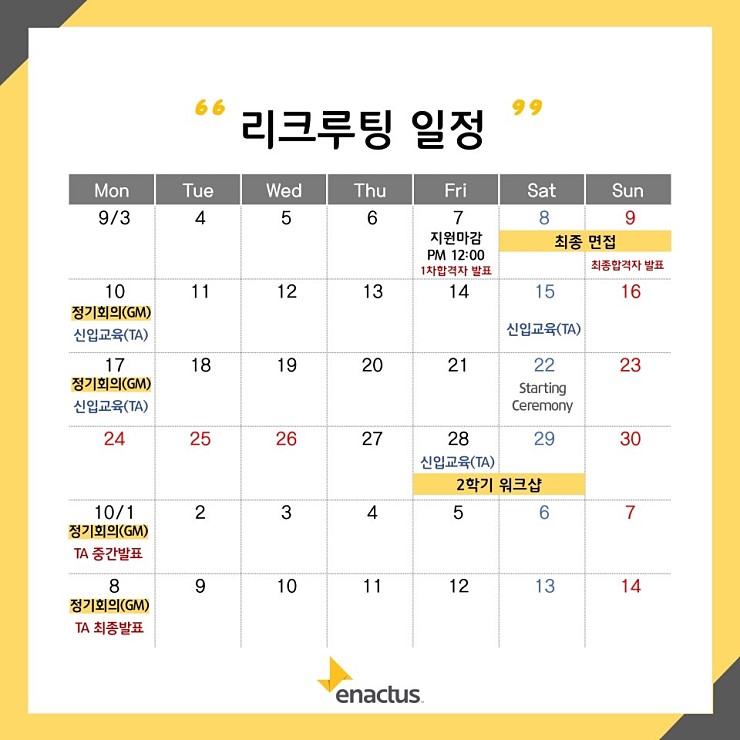 “ 리크루팅 일정 ”
Mon Tue Wed Thu Fri Sat Sun
9/3 4 5 6 7 8 9
지원마감
PM 12:00
1차합격자 발표
최종 면접
최종합격자 발표
10 11 12 13 14 15 16
정기회의(GM)
신입교육(TA)
신입교육(TA)
17 18 19 20 21 22 23
정기회의(GM)
신입교육(TA)
Starting
Ceremony
24 25 26 27 28 29 30
신입교육(TA)
2학기 워크샵
10/1 2 3 4 5 6 7
정기회의(GM)
TA 중간발표
8 9 10 11 12 13 14
정기회의(GM)
TA 최종발표
enactus